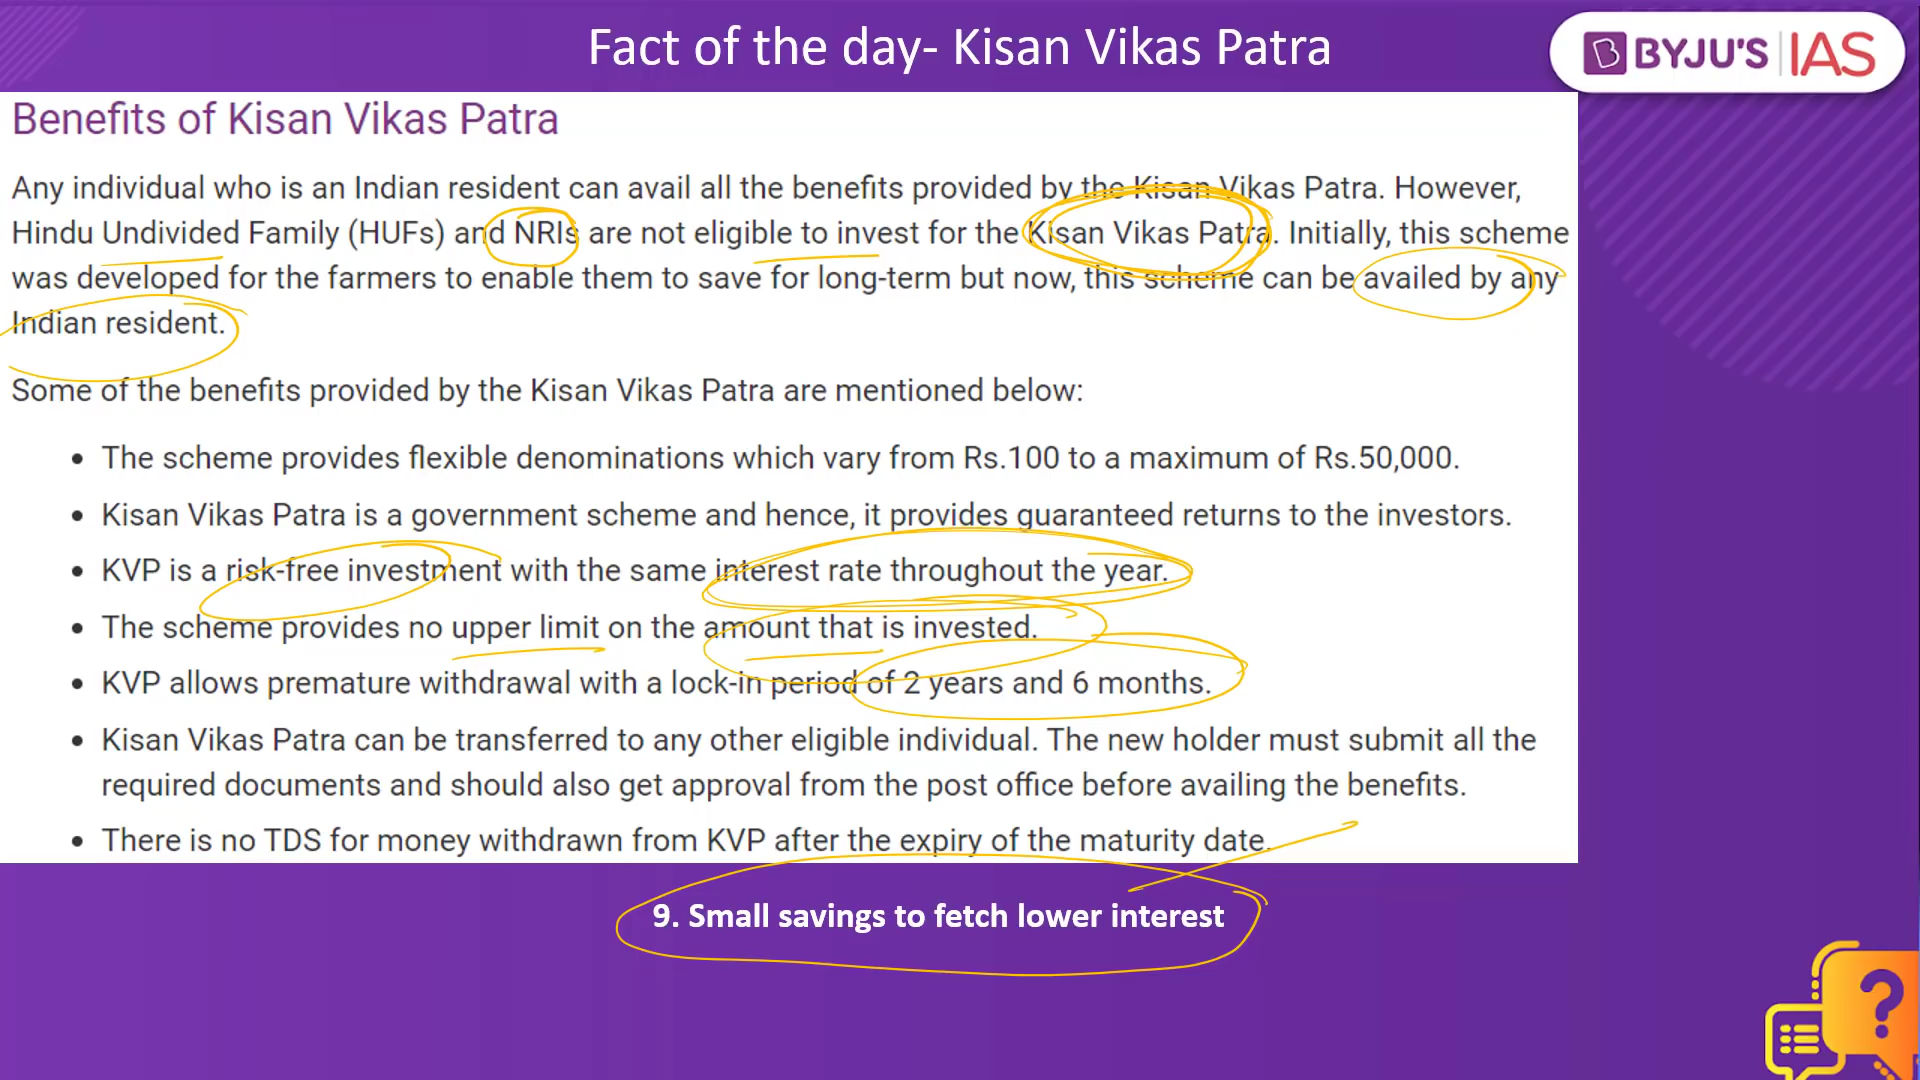 Fact of the day- Kisan Vikas Patra
BYJU'S IAS
Benefits of Kisan Vikas Patra
Any individual who is an Indian resident can avail all the benefits provided by the Kisan Vikas Patra. However,
Hindu Undivided Family (HUFs) and NRIs are not eligible to invest for the Kisan Vikas Patra. Initially, this scheme
was developed for the farmers to enable them to save for long-term but now, this scheme can be availed by any
Indian resident.
Some of the benefits provided by the Kisan Vikas Patra are mentioned below:
• The scheme provides flexible denominations which vary from Rs.100 to a maximum of Rs.50,000.
• Kisan Vikas Patra is a government scheme and hence, it provides guaranteed returns to the investors.
• KVP is a risk-free investment with the same interest rate throughout the year.
• The scheme provides no upper limit on the amount that is invested.
• KVP allows premature withdrawal with a lock-in period of 2 years and 6 months.
• Kisan Vikas Patra can be transferred to any other eligible individual. The new holder must submit all the
required documents and should also get approval from the post office before availing the benefits.
• There is no TDS for money withdrawn from KVP after the expiry of the maturity date.
9. Small savings to fetch lower interest